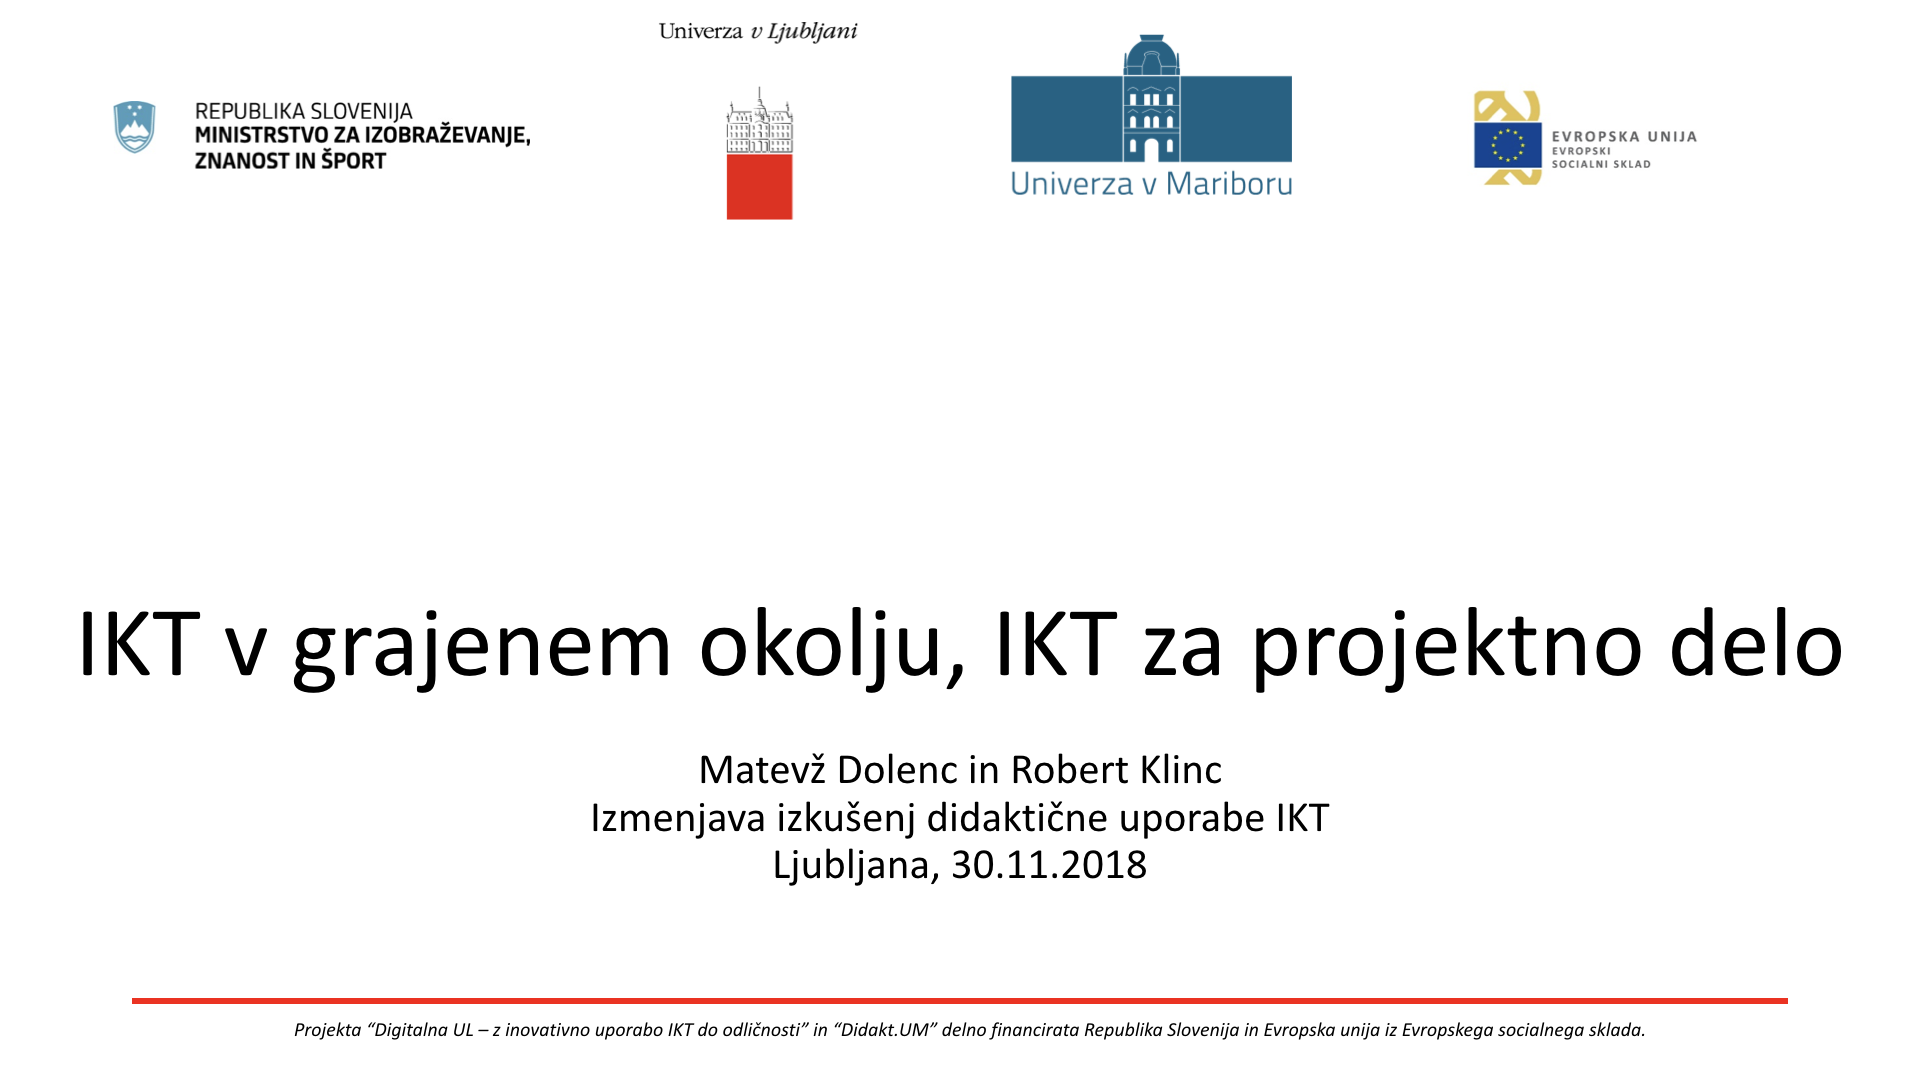 Univerza v Ljubljani
REPUBLIKA SLOVENIJA
MINISTRSTVO ZA IZOBRAŽEVANJE,
ZNANOST IN ŠPORT
Univerza v Mariboru
EVROPSKA UNIJA
EVROPSKI
SOCIALNI SKLAD
IKT v grajenem okolju, IKT za projektno delo
Matevž Dolenc in Robert Klinc
Izmenjava izkušenj didaktične uporabe IKT
Ljubljana, 30.11.2018
Projekta “Digitalna UL – z inovativno uporabo IKT do odličnosti” in “Didakt.UM” delno financirata Republika Slovenija in Evropska unija iz Evropskega socialnega sklada.